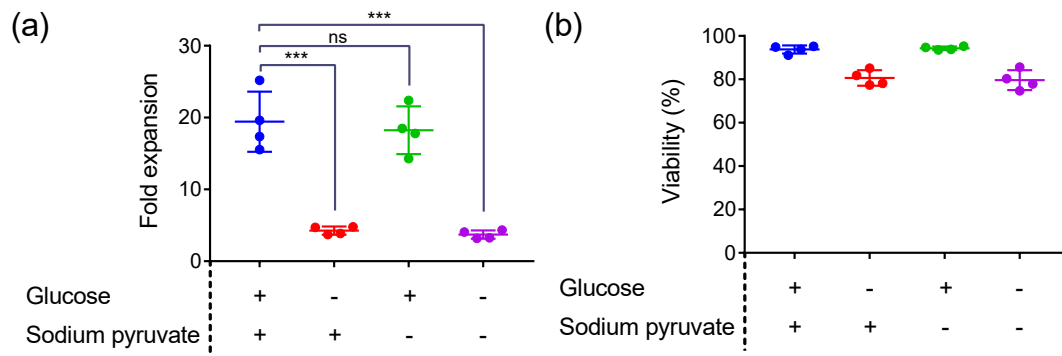 (a)
***
ns
***
30
20
10
0
Fold expansion
Glucose + - + -
Sodium pyruvate + + - -
(b)
100
80
60
40
20
0
Viability (%)
Glucose + - + -
Sodium pyruvate + + - -